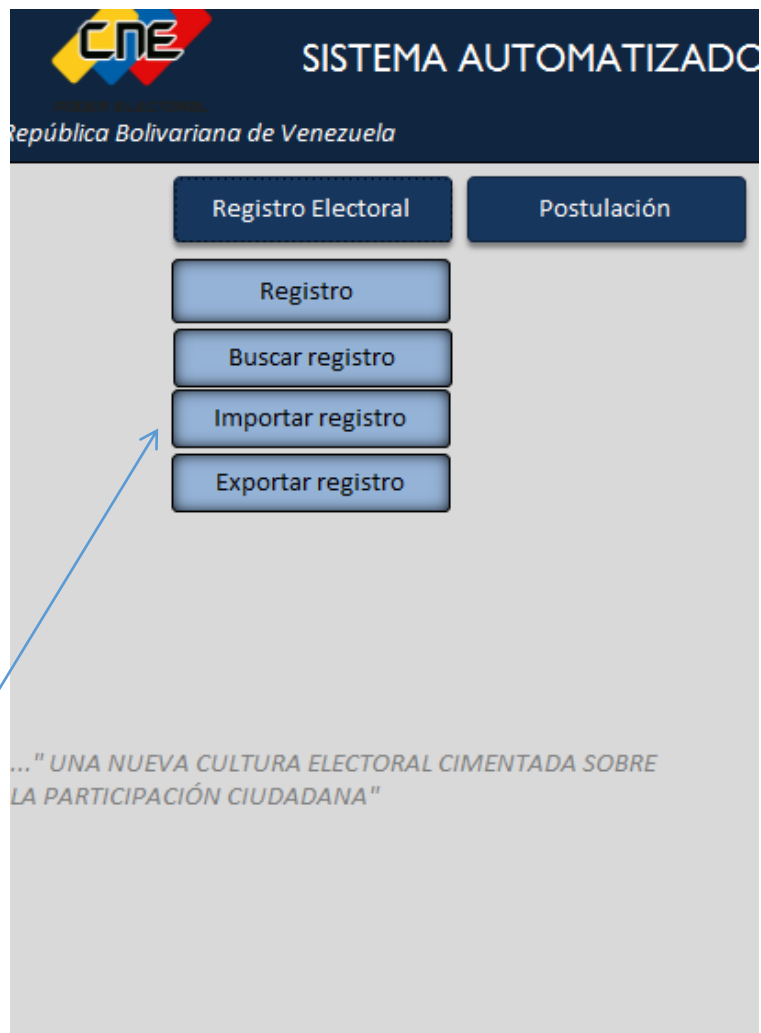 CNE
SISTEMA AUTOMATIZADO
República Bolivariana de Venezuela
Registro Electoral
Postulación
Registro
Buscar registro
Importar registro
Exportar registro
..." UNA NUEVA CULTURA ELECTORAL CIMENTADA SOBRE
LA PARTICIPACIÓN CIUDADANA"